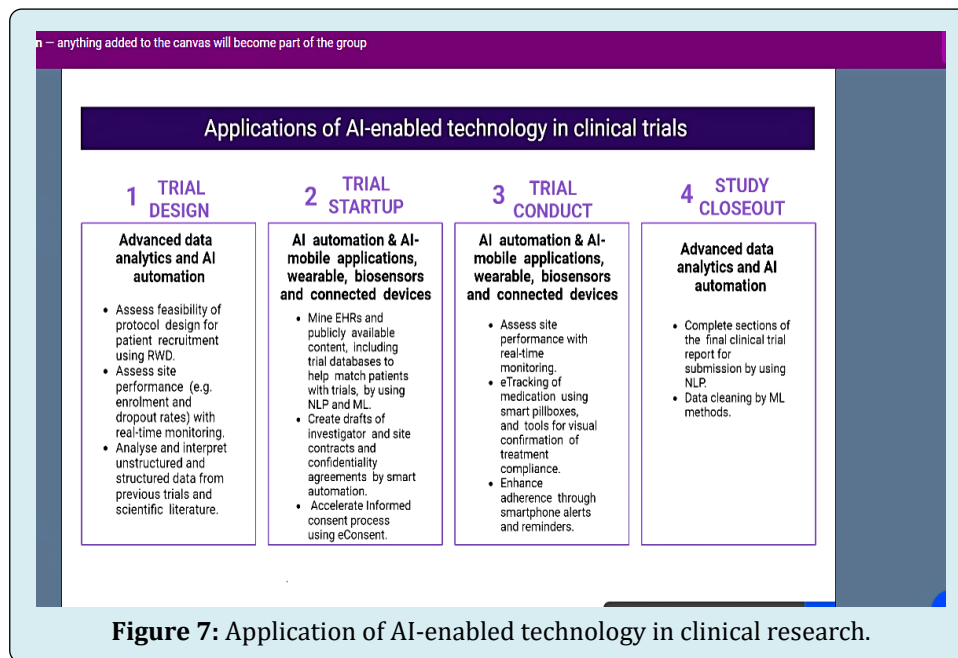 n — anything added to the canvas will become part of the group
Applications of AI-enabled technology in clinical trials
1 TRIAL
DESIGN
Advanced data
analytics and AI
automation
• Assess feasibility of
protocol design for
patient recruitment
using RWD.
• Assess site
performance (e.g.
enrolment and
dropout rates) with
real-time monitoring.
• Analyse and interpret
unstructured and
structured data from
previous trials and
scientific literature.
2 TRIAL
STARTUP
AI automation & AI-
mobile applications,
wearable, biosensors
and connected devices
• Mine EHRs and
publicly available
content, including
trial databases to
help match patients
with trials, by using
NLP and ML.
• Create drafts of
investigator and site
contracts and
confidentiality
agreements by smart
automation.
• Accelerate Informed
consent process
using eConsent.
3 TRIAL
CONDUCT
AI automation & AI-
mobile applications,
wearable, biosensors
and connected devices
• Assess site
performance with
real-time
monitoring.
• eTracking of
medication using
smart pillboxes,
and tools for visual
confirmation of
treatment
compliance.
• Enhance
adherence through
smartphone alerts
and reminders.
4 STUDY
CLOSEOUT
Advanced data
analytics and AI
automation
• Complete sections of
the final clinical trial
report for
submission by using
NLP.
• Data cleaning by ML
methods.
Figure 7: Application of AI-enabled technology in clinical research.